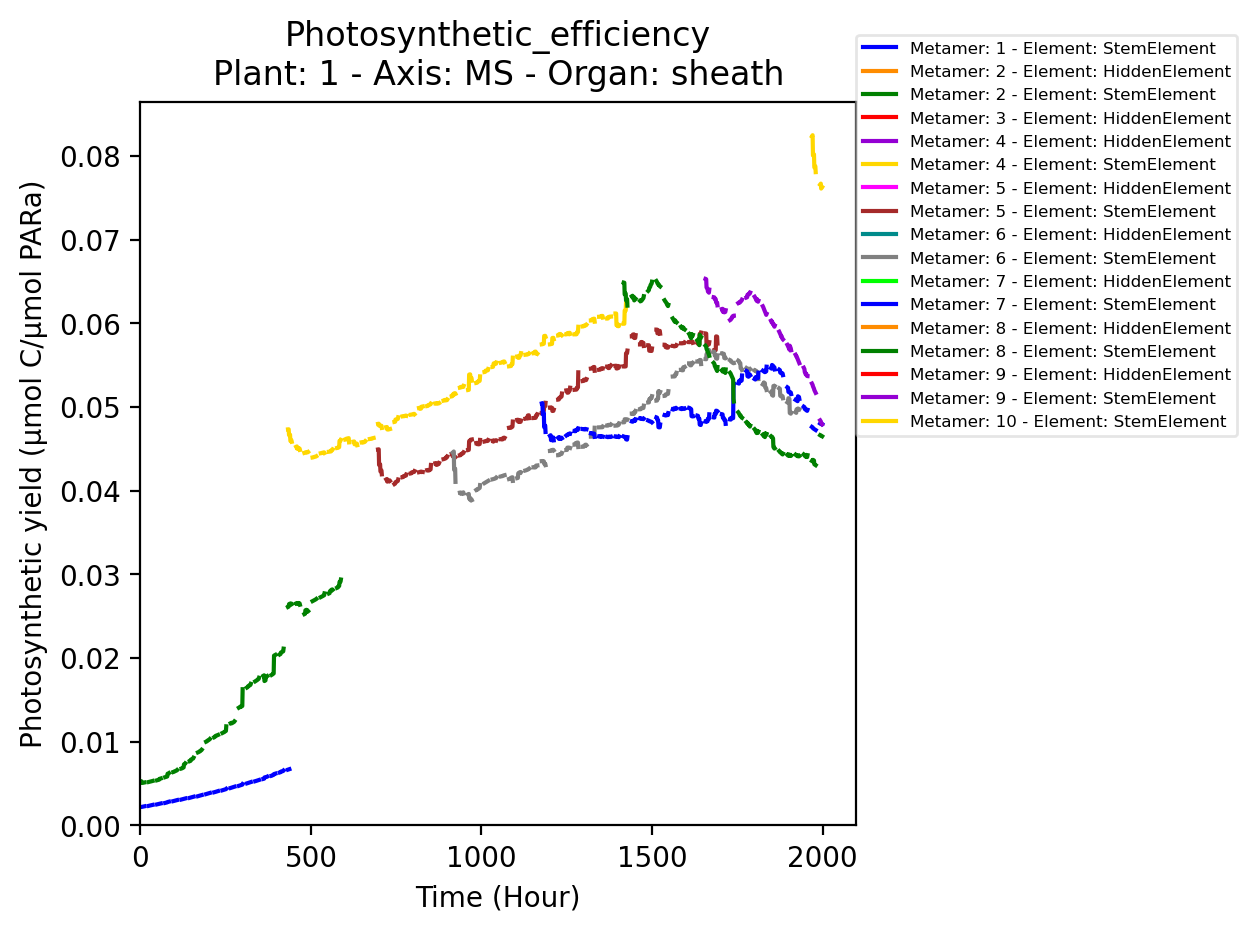 Photosynthetic_efficiency
Plant: 1 - Axis: MS - Organ: sheath
Metamer: 1 - Element: StemElement
Metamer: 2 - Element: HiddenElement
Metamer: 2 - Element: StemElement
Metamer: 3 - Element: HiddenElement
Metamer: 4 - Element: HiddenElement
Metamer: 4 - Element: StemElement
Metamer: 5 - Element: HiddenElement
Metamer: 5 - Element: StemElement
Metamer: 6 - Element: HiddenElement
Metamer: 6 - Element: StemElement
Metamer: 7 - Element: HiddenElement
Metamer: 7 - Element: StemElement
Metamer: 8 - Element: HiddenElement
Metamer: 8 - Element: StemElement
Metamer: 9 - Element: HiddenElement
Metamer: 9 - Element: StemElement
Metamer: 10 - Element: StemElement
Photosynthetic yield (µmol C/µmol PARa)
0.08
0.07
0.06
0.05
0.04
0.03
0.02
0.01
0.00
0 500 1000 1500 2000
Time (Hour)